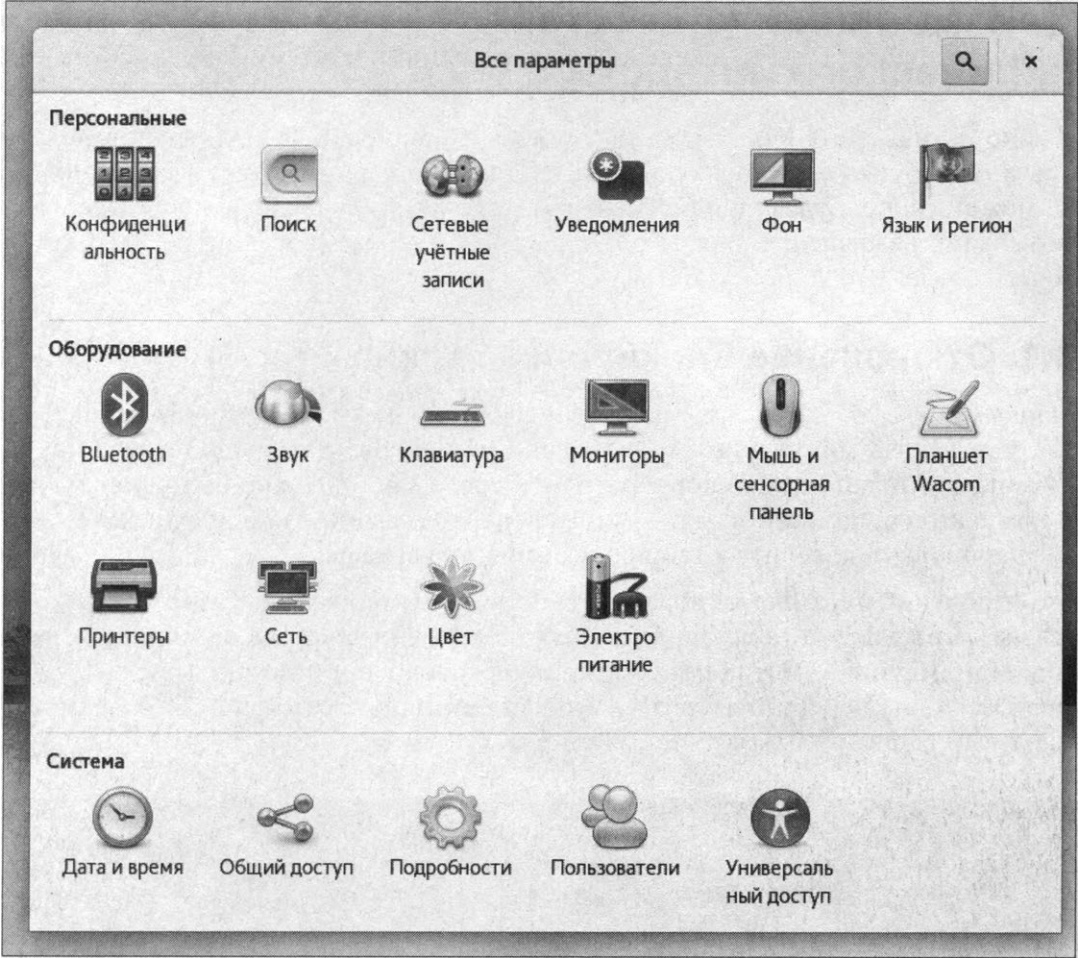 Все параметры
Персональные
Конфиденци
альность
Поиск
Сетевые
учётные
записи
Уведомления
Фон
Язык и регион
Оборудование
Bluetooth
Звук
Клавиатура
Мониторы
Мышь и
сенсорная
панель
Планшет
Wacom
Принтеры
Сеть
Цвет
Электро
питание
Система
Дата и время
Общий доступ
Подробности
Пользователи
Универсаль
ный доступ